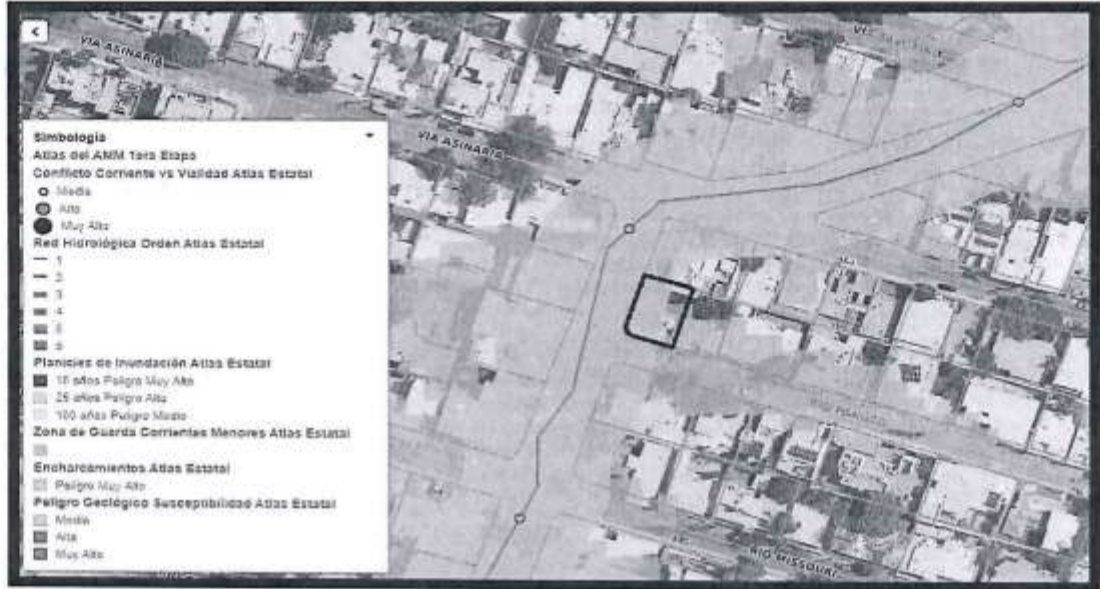 VIA ASINARIA
VIA ASINARIA
Simbología
Atlas del ANM 1era Etapa
Conflicto Corriente vs Vialidad Atlas Estatal
Media
Alta
Muy Alta
Red Hidrológica Orden Atlas Estatal
1
2
3
4
5
6
Planicies de Inundación Atlas Estatal
10 años Peligro Muy Alto
25 años Peligro Alto
100 años Peligro Medio
Zona de Guarda Corrientes Menores Atlas Estatal
Encharcamientos Atlas Estatal
Peligro Muy Alto
Peligro Geológico Susceptibilidad Atlas Estatal
Media
Alta
Muy Alta
RIO MISSOURI